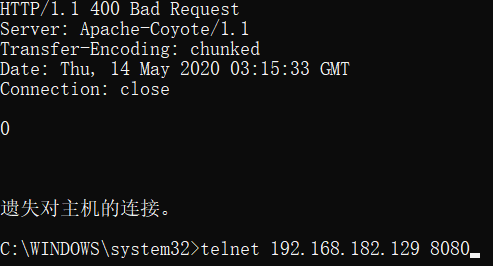 HTTP/1.1 400 Bad Request
Server: Apache-Coyote/1.1
Transfer-Encoding: chunked
Date: Thu, 14 May 2020 03:15:33 GMT
Connection: close
0
遗失对主机的连接。
C:\WINDOWS\system32>telnet 192.168.182.129 8080